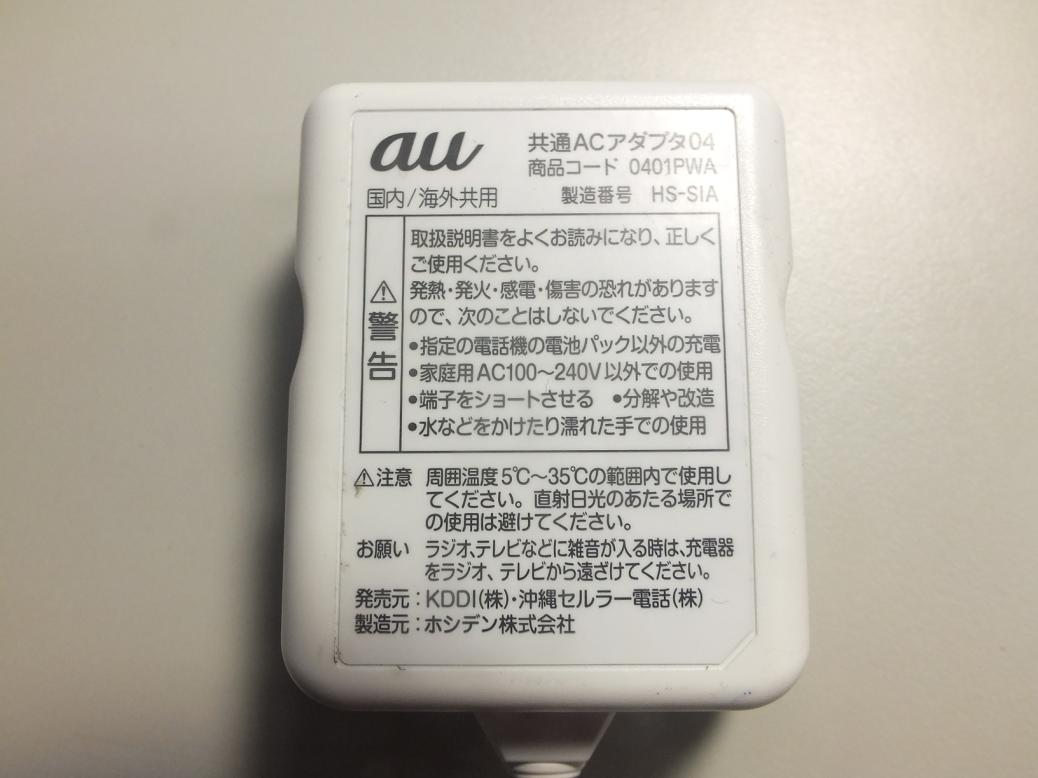 au
共通ACアダプタ04
商品コード 0401PWA
国内/海外共用
製造番号 HS-SIA
⚠警告
取扱説明書をよくお読みになり、正しく
ご使用ください。
発熱・発火・感電・傷害の恐れがあります
ので、次のことはしないでください。
●指定の電話機の電池パック以外の充電
●家庭用AC100〜240V以外での使用
●端子をショートさせる ●分解や改造
●水などをかけたり濡れた手での使用
⚠注意 周囲温度5℃〜35℃の範囲内で使用し
てください。直射日光のあたる場所で
の使用は避けてください。
お願い ラジオ、テレビなどに雑音が入る時は、充電器
をラジオ、テレビから遠ざけてください。
発売元:KDDI(株)・沖縄セルラー電話(株)
製造元:ホシデン株式会社